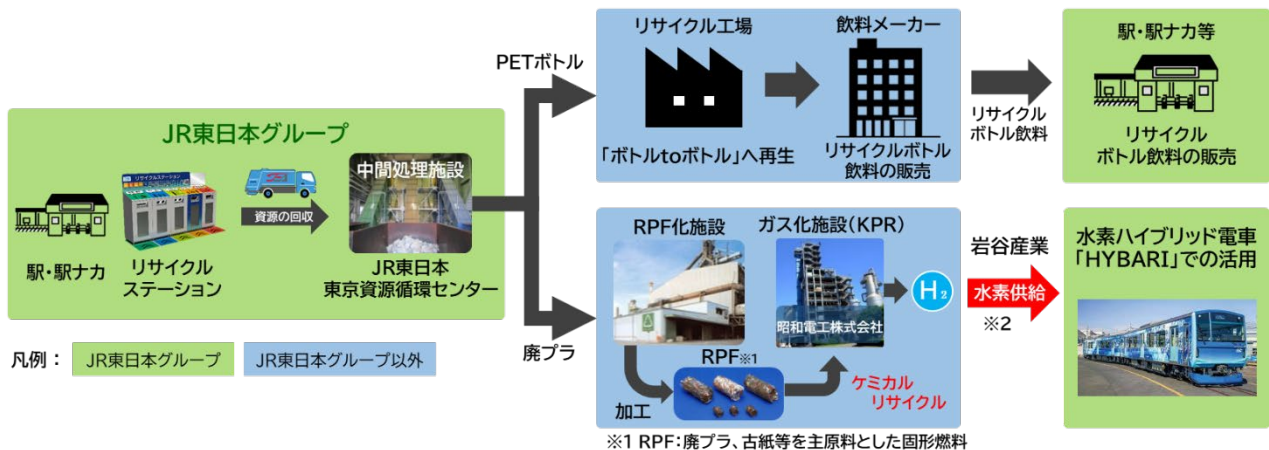 JR東日本グループ
駅・駅ナカ
リサイクルステーション
リサイクル
ステーション
資源の回収
中間処理施設
JR東日本
東京資源循環センター
PETボトル
リサイクル工場
「ボトルtoボトル」へ再生
飲料メーカー
リサイクルボトル
飲料の販売
リサイクル
ボトル飲料
駅・駅ナカ等
リサイクル
ボトル飲料の販売
廃プラ
RPF化施設
加工
RPF※1
ガス化施設(KPR)
昭和電工株式会社
ケミカル
リサイクル
H2
岩谷産業
水素供給
※2
水素ハイブリッド電車
「HYBARI」での活用
凡例：
JR東日本グループ
JR東日本グループ以外
※1 RPF：廃プラ、古紙等を主原料とした固形燃料